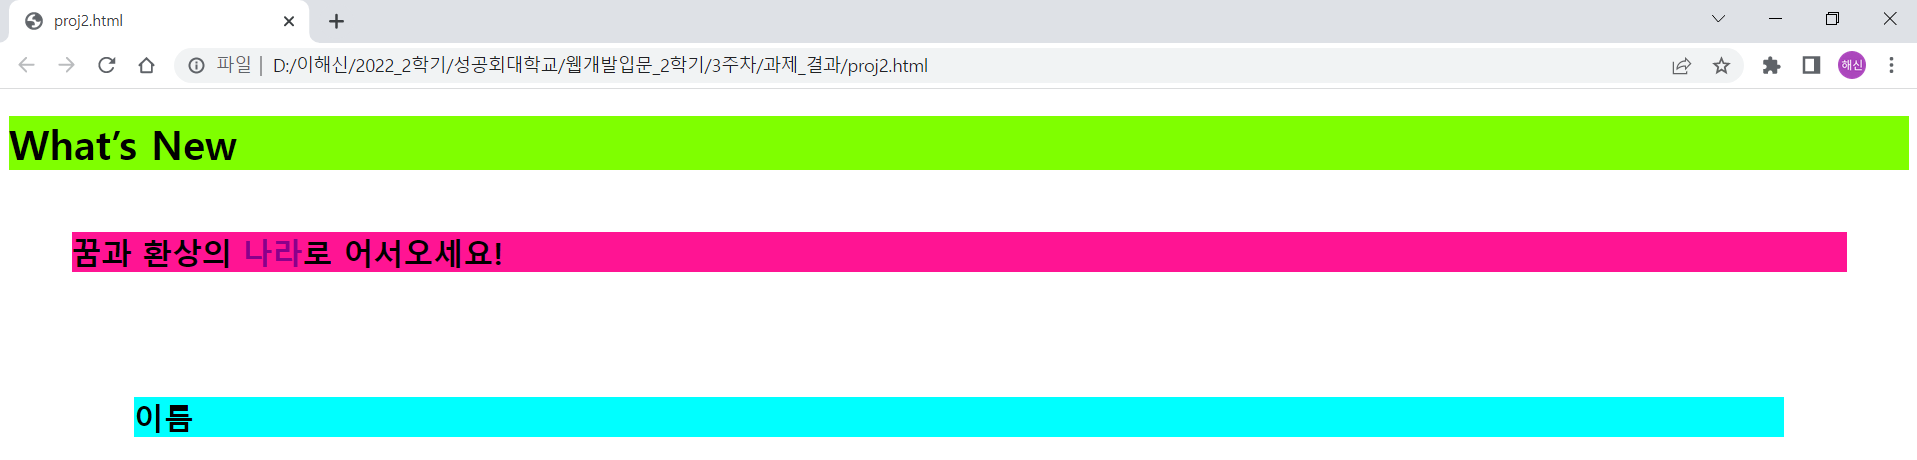 proj2.html
파일 | D:/이해신/2022_2학기/성공회대학교/웹개발입문_2학기/3주차/과제_결과/proj2.html
해신
What’s New
꿈과 환상의 나라로 어서오세요!
이름